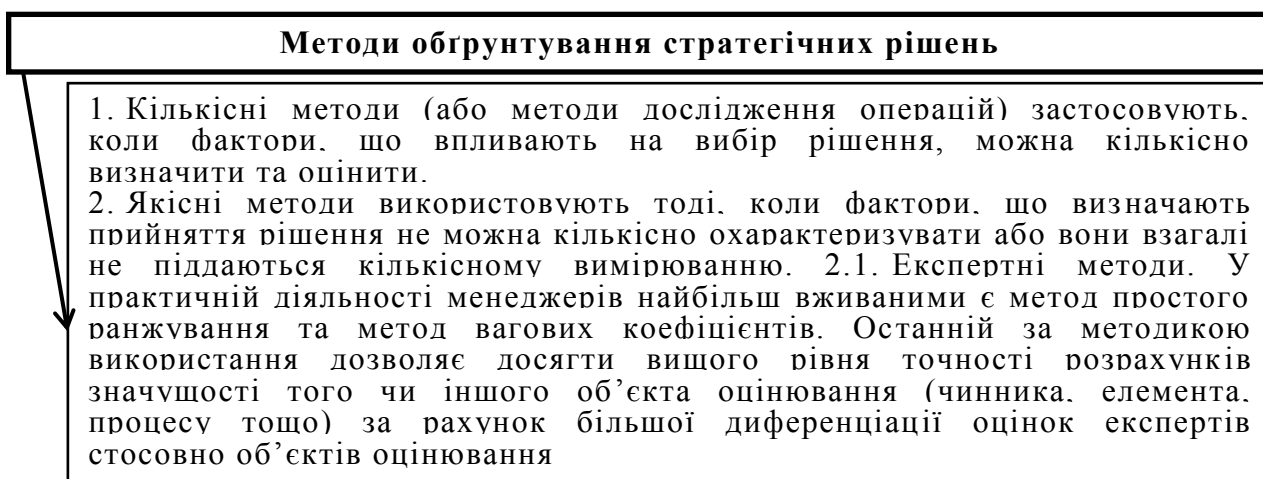 Методи обґрунтування стратегічних рішень
1. Кількісні методи (або методи дослідження операцій) застосовують,
коли фактори, що впливають на вибір рішення, можна кількісно
визначити та оцінити.
2. Якісні методи використовують тоді, коли фактори, що визначають
прийняття рішення не можна кількісно охарактеризувати або вони взагалі
не піддаються кількісному вимірюванню. 2.1. Експертні методи. У
практичній діяльності менеджерів найбільш вживаними є метод простого
ранжування та метод вагових коефіцієнтів. Останній за методикою
використання дозволяє досягти вищого рівня точності розрахунків
значущості того чи іншого об’єкта оцінювання (чинника, елемента,
процесу тощо) за рахунок більшої диференціації оцінок експертів
стосовно об’єктів оцінювання